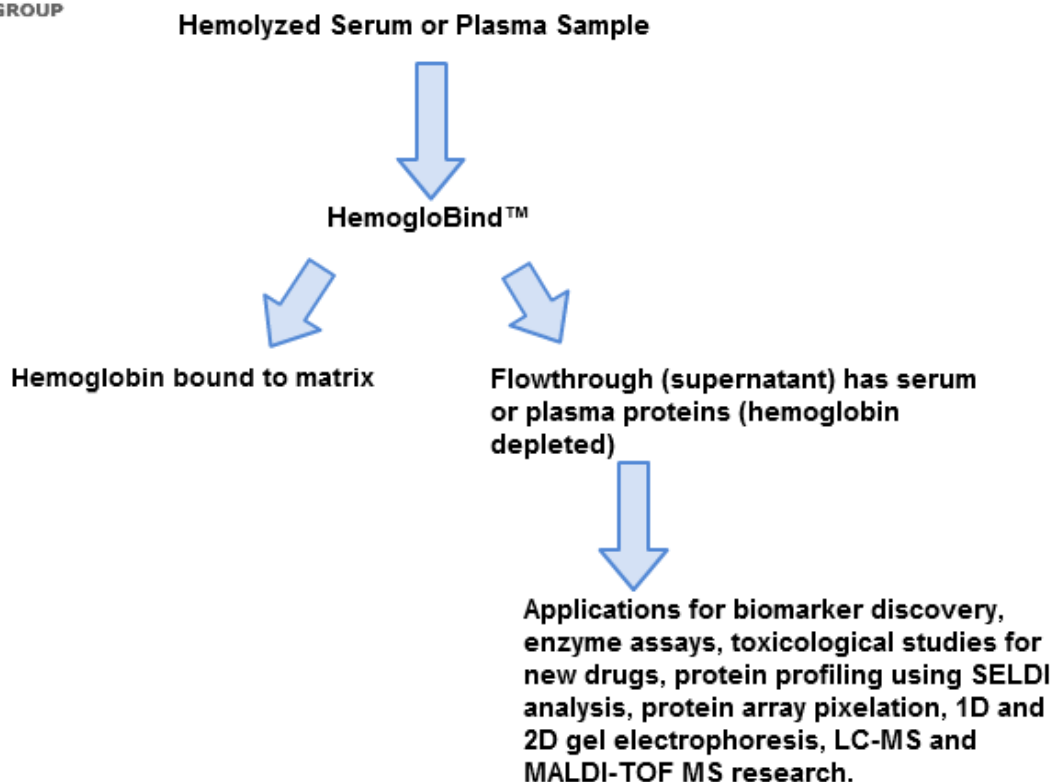 GROUP
Hemolyzed Serum or Plasma Sample
HemogloBind™
Hemoglobin bound to matrix
Flowthrough (supernatant) has serum
or plasma proteins (hemoglobin
depleted)
Applications for biomarker discovery,
enzyme assays, toxicological studies for
new drugs, protein profiling using SELDI
analysis, protein array pixelation, 1D and
2D gel electrophoresis, LC-MS and
MALDI-TOF MS research.